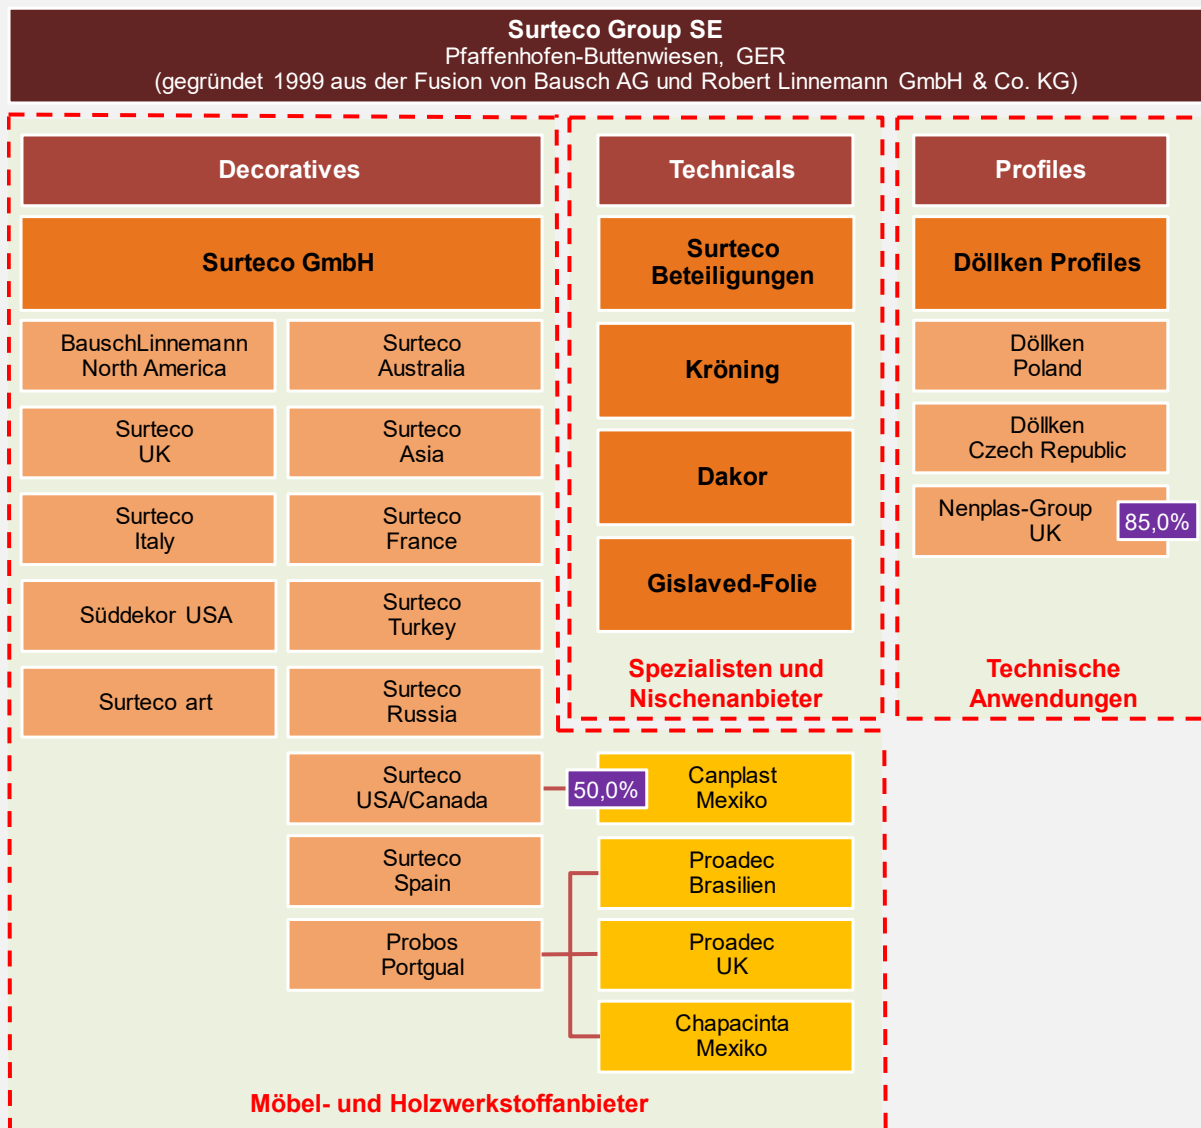 Surteco Group SE
Pfaffenhofen-Buttenwiesen, GER
(gegründet 1999 aus der Fusion von Bausch AG und Robert Linnemann GmbH & Co. KG)
Decoratives
Surteco GmbH
BauschLinnemann
North America
Surteco
Australia
Surteco
UK
Surteco
Asia
Surteco
Italy
Surteco
France
Süddekor USA
Surteco
Turkey
Surteco art
Surteco
Russia
Surteco
USA/Canada
50,0%
Canplast
Mexiko
Surteco
Spain
Probos
Portgual
Proadec
Brasilien
Proadec
UK
Chapacinta
Mexiko
Möbel- und Holzwerkstoffanbieter
Technicals
Surteco
Beteiligungen
Kröning
Dakor
Gislaved-Folie
Spezialisten und
Nischenanbieter
Profiles
Döllken Profiles
Döllken
Poland
Döllken
Czech Republic
Nenplas-Group
UK
85,0%
Technische
Anwendungen